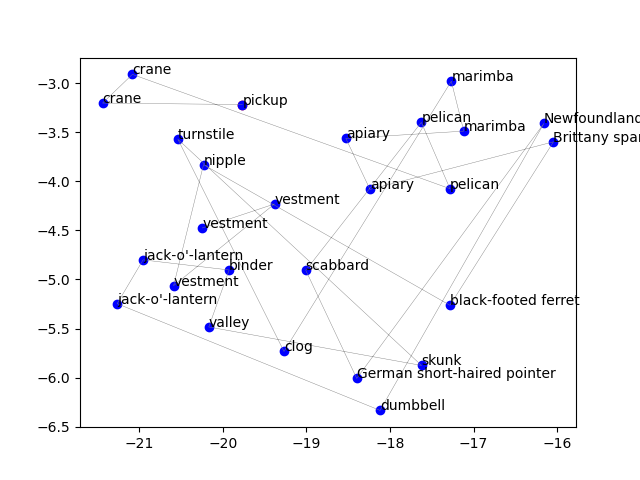 crane
crane
pickup
marimba
marimba
pelican
Newfoundland
Brittany spa
turnstile
apiary
nipple
apiary
pelican
vestment
vestment
jack-o'-lantern
binder
scabbard
vestment
jack-o'-lantern
black-footed ferret
valley
clog
skunk
German short-haired pointer
dumbbell
−3.0
−3.5
−4.0
−4.5
−5.0
−5.5
−6.0
−6.5
−21
−20
−19
−18
−17
−16